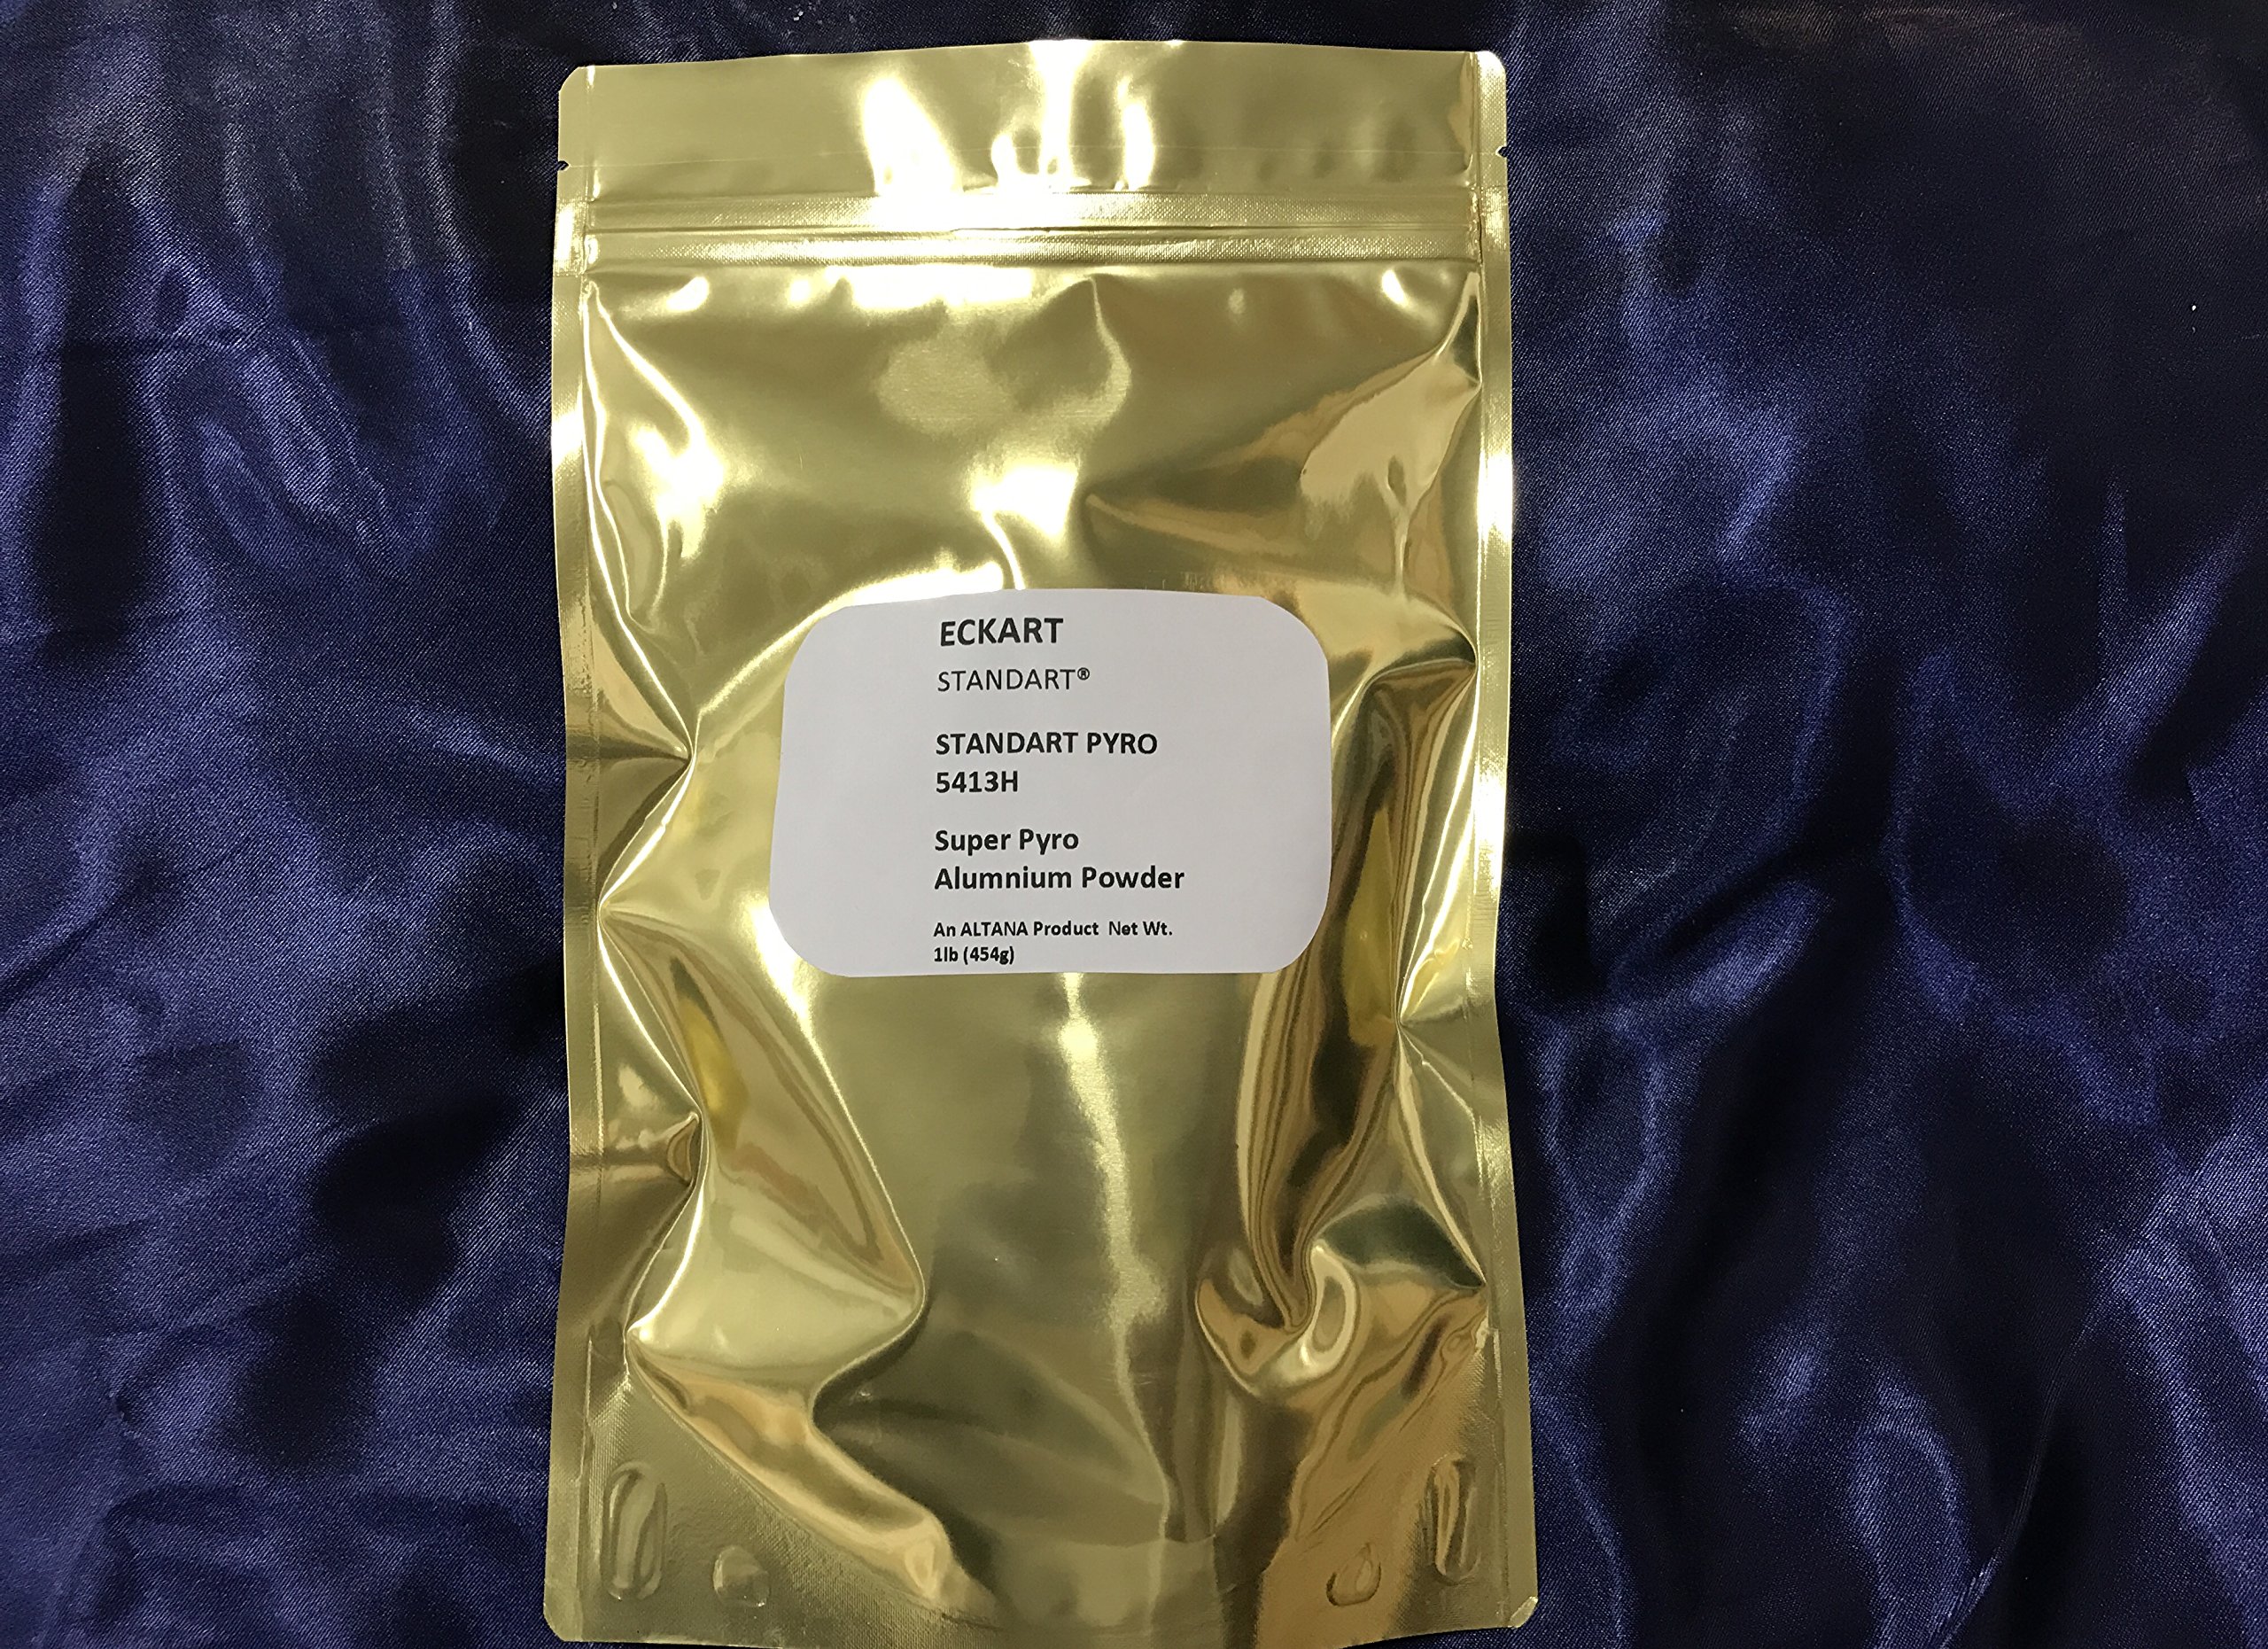 ECKART
STANDART®
STANDART PYRO
5413H
Super Pyro
Alumnium Powder
An ALTANA Product  Net Wt.
1lb (454g)